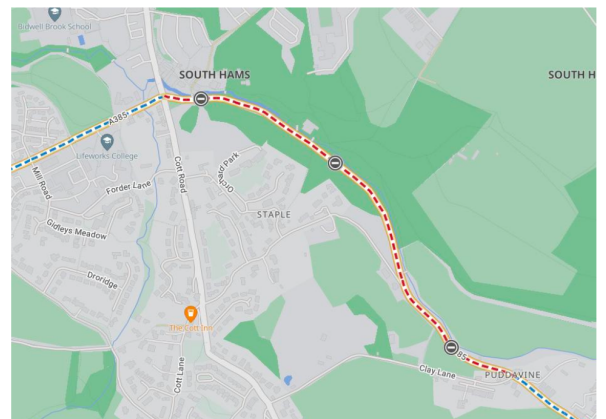 Bidwell Brook School
SOUTH HAMS
SOUTH H
A385
Lifeworks College
Mill Road
Cott Road
Forder Lane
Orchard Park
STAPLE
Gidleys Meadow
Droridge
The Cott Inn
Cott Lane
85
Clay Lane
PUDDAVINE